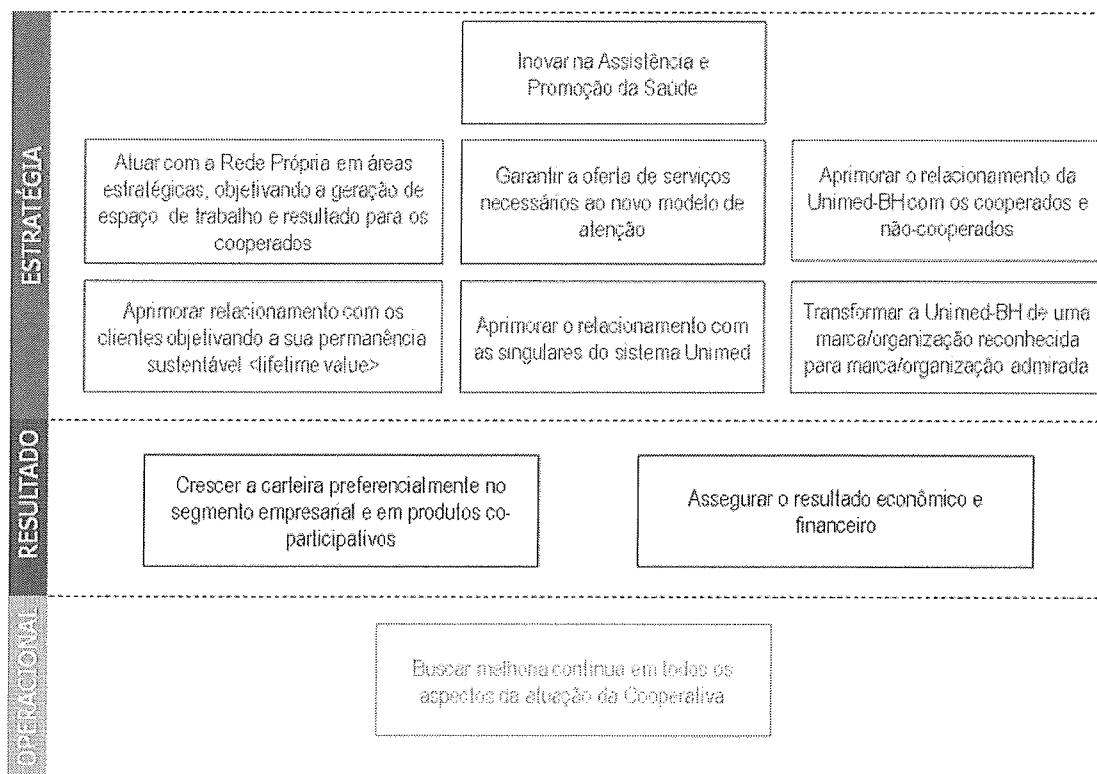 ESTRATÉGIA
Inovar na Assistência e
Promoção da Saúde
Atuar com a Rede Própria em áreas
estratégicas, objetivando a geração de
espaço de trabalho e resultado para os
cooperados
Garantir a oferta de serviços
necessários ao novo modelo de
atenção
Aprimorar o relacionamento da
Unimed-BH com os cooperados e
não-cooperados
Aprimorar relacionamento com os
clientes objetivando a sua permanência
sustentável <lifetime value>
Aprimorar o relacionamento com
as singulares do sistema Unimed
Transformar a Unimed-BH de uma
marca/organização reconhecida
para marca/organização admirada
RESULTADO
Crescer a carteira preferencialmente no
segmento empresarial e em produtos co-
participativos
Assegurar o resultado econômico e
financeiro
OPERACIONAL
Buscar melhoria contínua em todos os
aspectos da atuação da Cooperativa